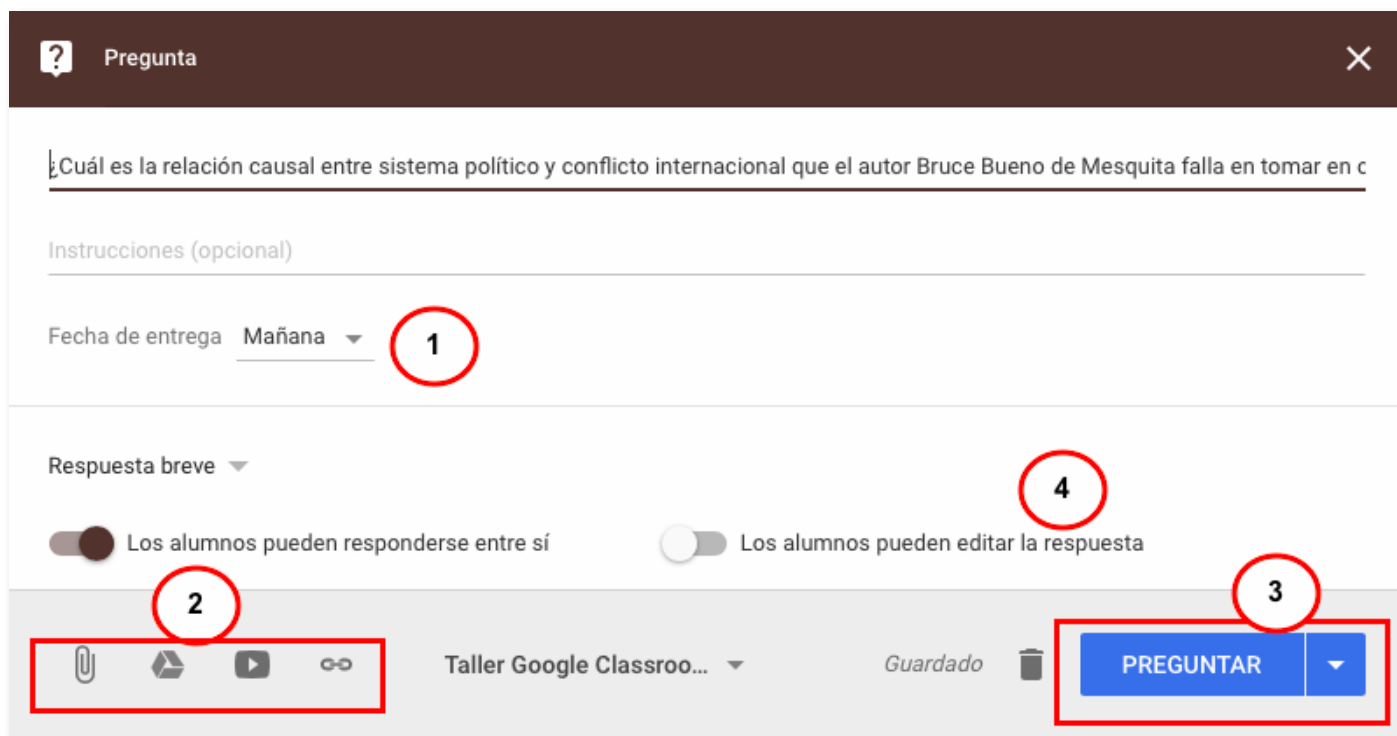 Pregunta
¿Cuál es la relación causal entre sistema político y conflicto internacional que el autor Bruce Bueno de Mesquita falla en tomar en c
Instrucciones (opcional)
Fecha de entrega Mañana
1
Respuesta breve
4
Los alumnos pueden responderse entre sí Los alumnos pueden editar la respuesta
2
3
Taller Google Classroo... Guardado PREGUNTAR